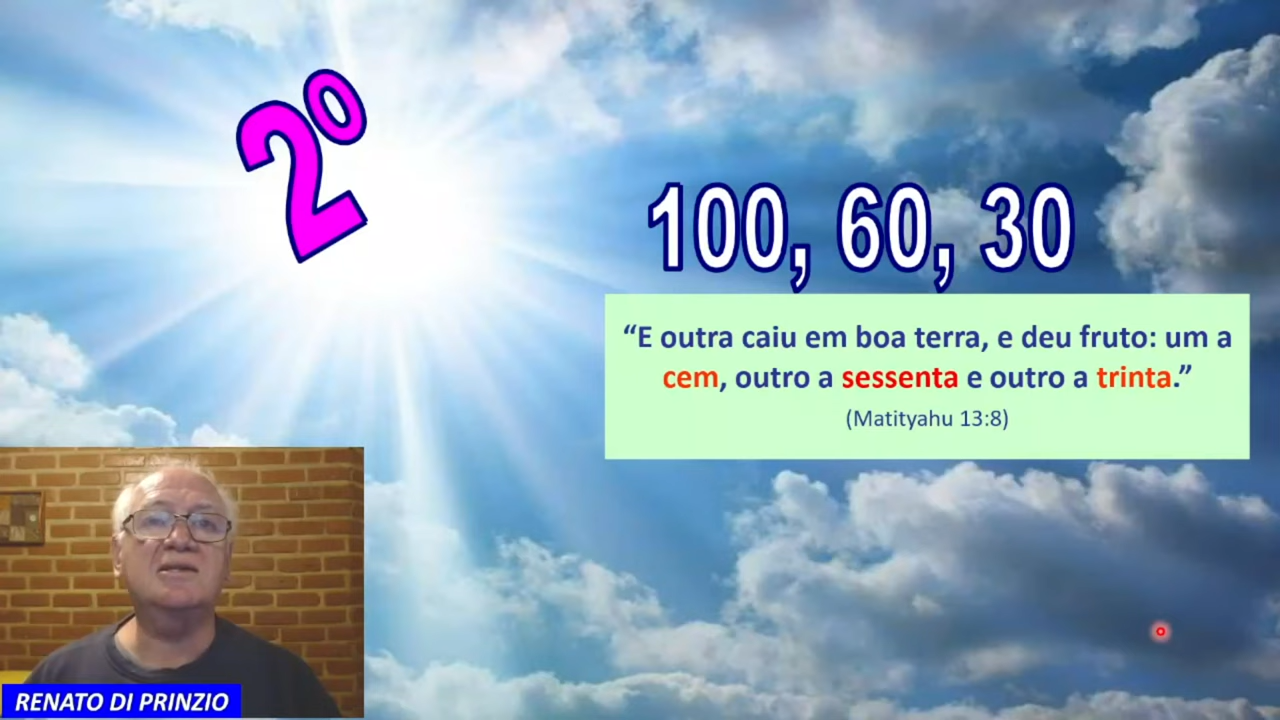 2º
100, 60, 30
“E outra caiu em boa terra, e deu fruto: um a
cem, outro a sessenta e outro a trinta.”
(Matityahu 13:8)
RENATO DI PRINZIO